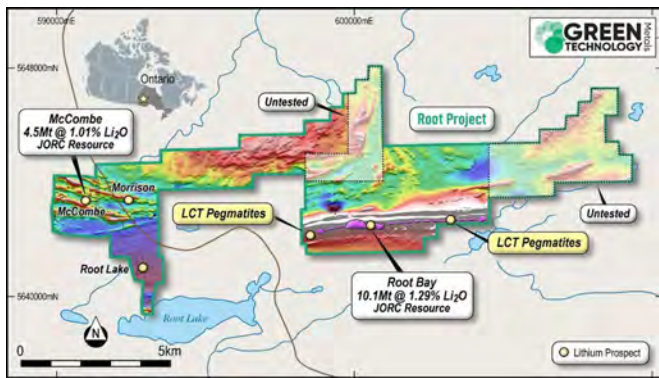 590000mE
600000mE
GREEN
TECHNOLOGY
Metals
5648000mN
Ontario
Untested
Root Project
McCombe
4.5Mt @ 1.01% Li₂O
JORC Resource
Morrison
McCombe
LCT Pegmatites
Untested
LCT Pegmatites
Root Lake
Root Bay
10.1Mt @ 1.29% Li₂O
JORC Resource
5640000mN
Root Lake
N
0
5km
Lithium Prospect